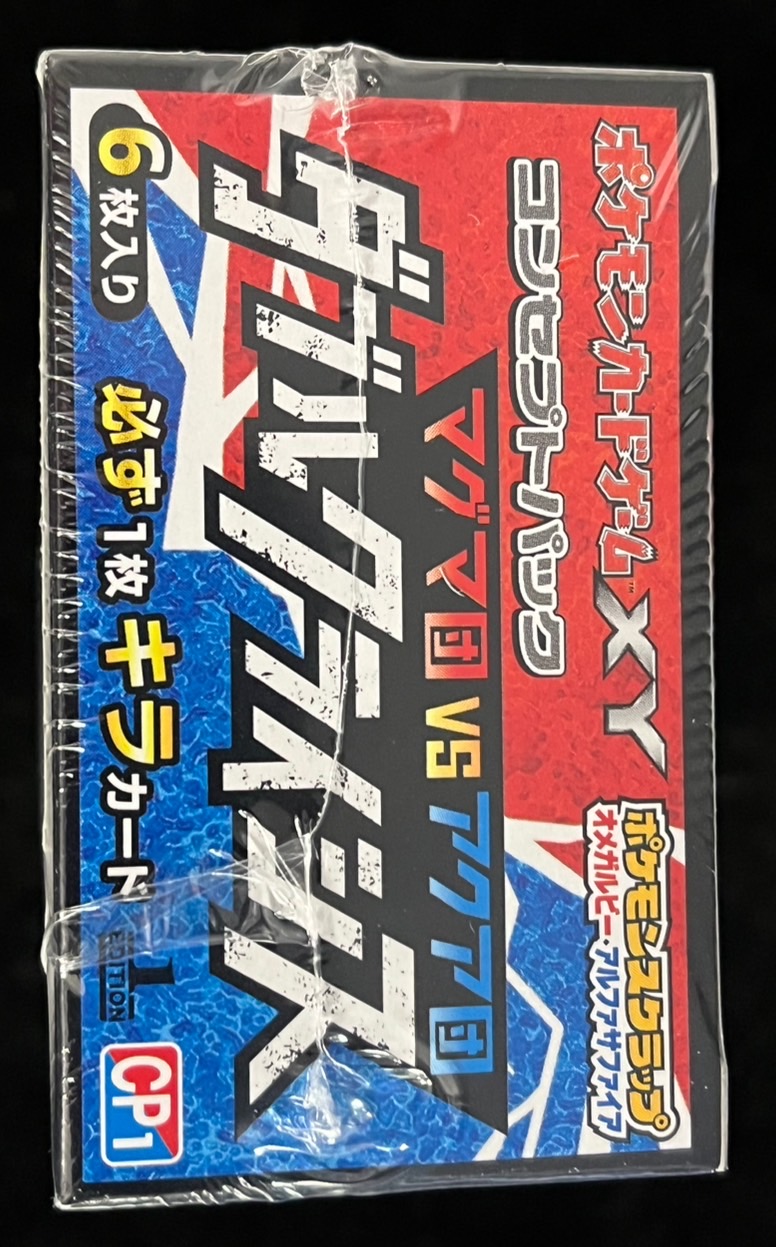 ポケモンカードゲームXY™
ポケモンスクラップ
オメガルビー・アルファサファイア
コンセプトパック
マグマ団VSアクア団
ダブルクライシス
6枚入り
必ず1枚キラカード
1
EDITION
CP1